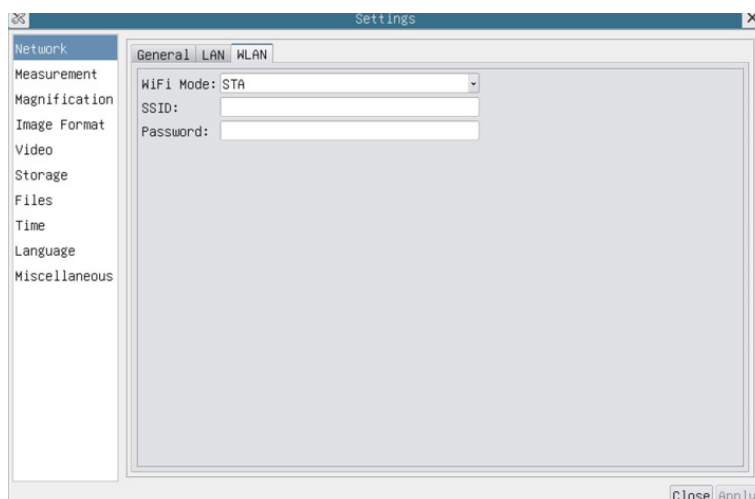 Settings
Network
Measurement
Magnification
Image Format
Video
Storage
Files
Time
Language
Miscellaneous
General LAN WLAN
WiFi Mode: STA
SSID:
Password:
Close Apply